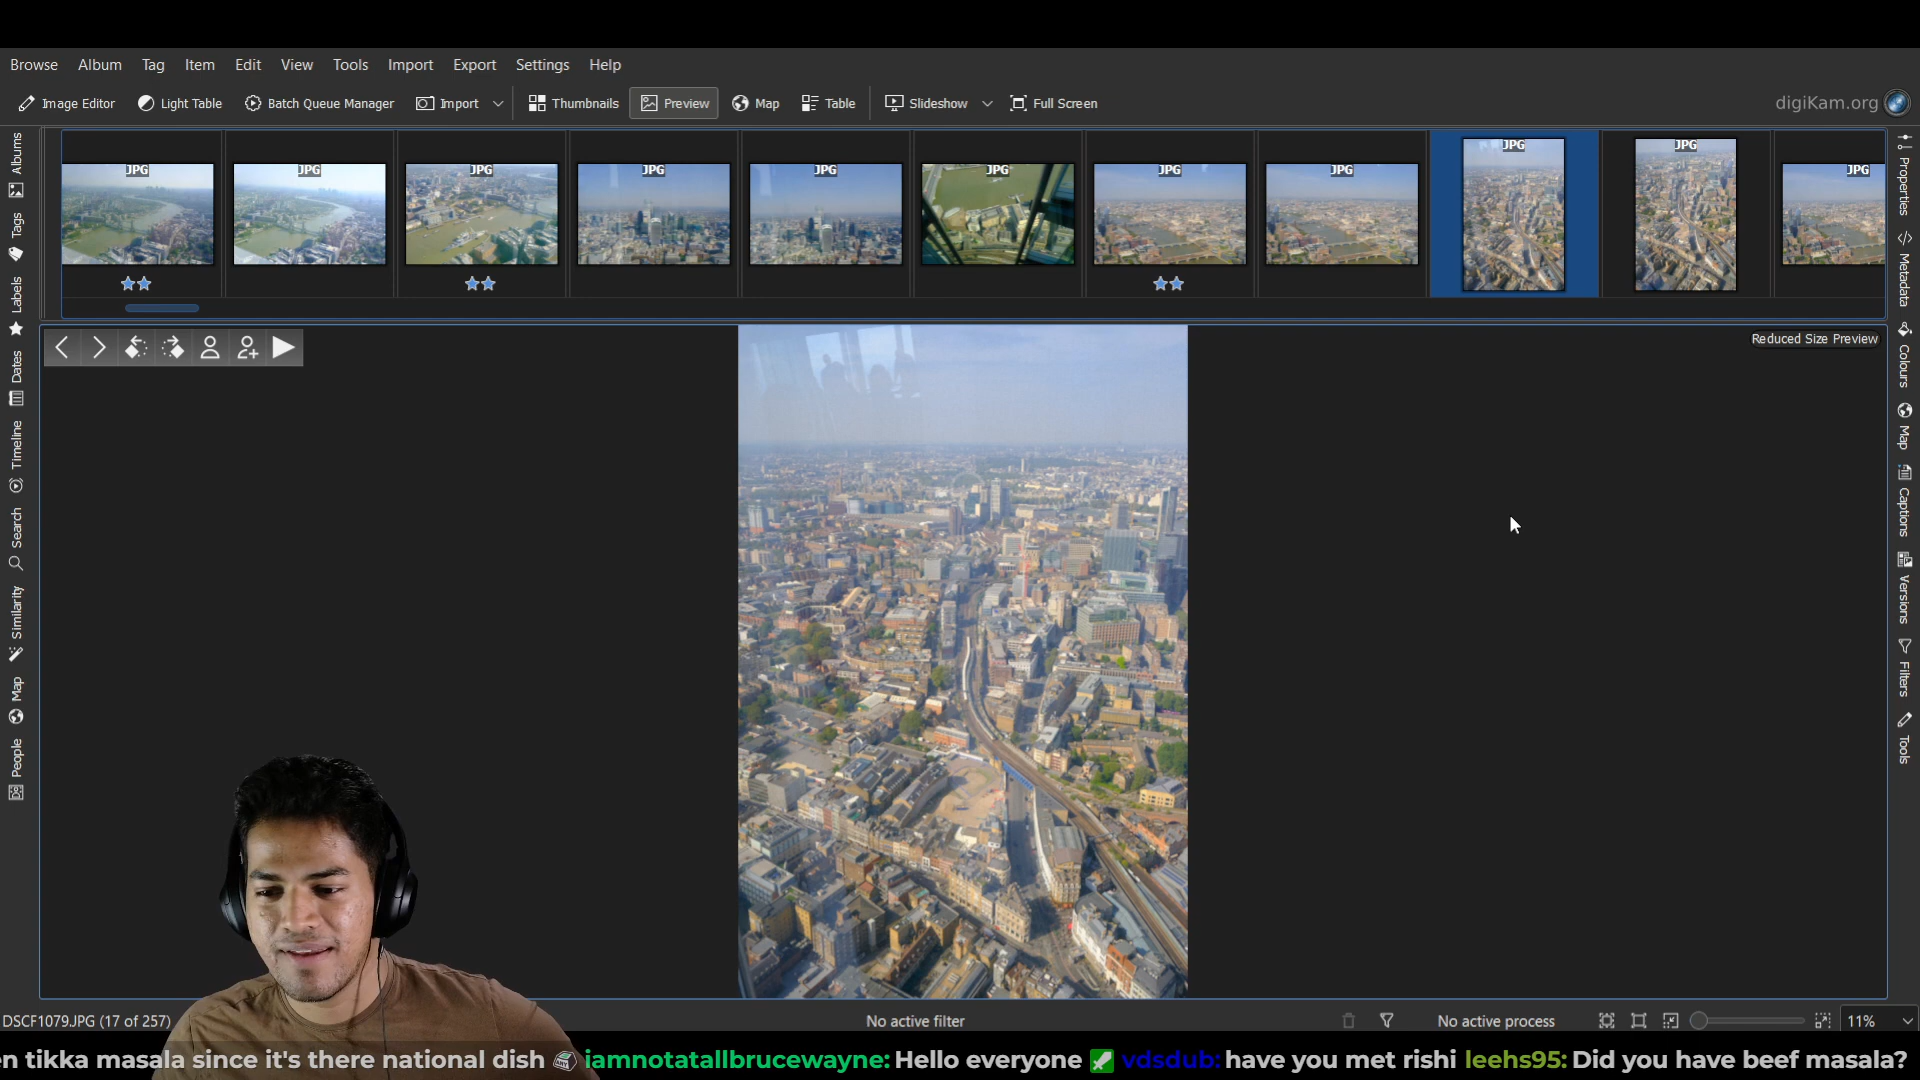 Browse Album Tag Item Edit View Tools Import Export Settings Help
Image Editor Light Table Batch Queue Manager Import Thumbnails Preview Map Table Slideshow Full Screen digiKam.org
JPG JPG JPG JPG JPG JPG JPG JPG JPG JPG JPG
Reduced Size Preview
Albums
Tags
Labels
Dates
Timeline
Search
Similarity
Map
People
Properties
Metadata
Colours
Map
Captions
Versions
Filters
Tools
DSCF1079.JPG (17 of 257) No active filter No active process 11%
en tikka masala since it's there national dish iamnotatallbrucewayne: Hello everyone vdsdub: have you met rishi leehs95: Did you have beef masala?